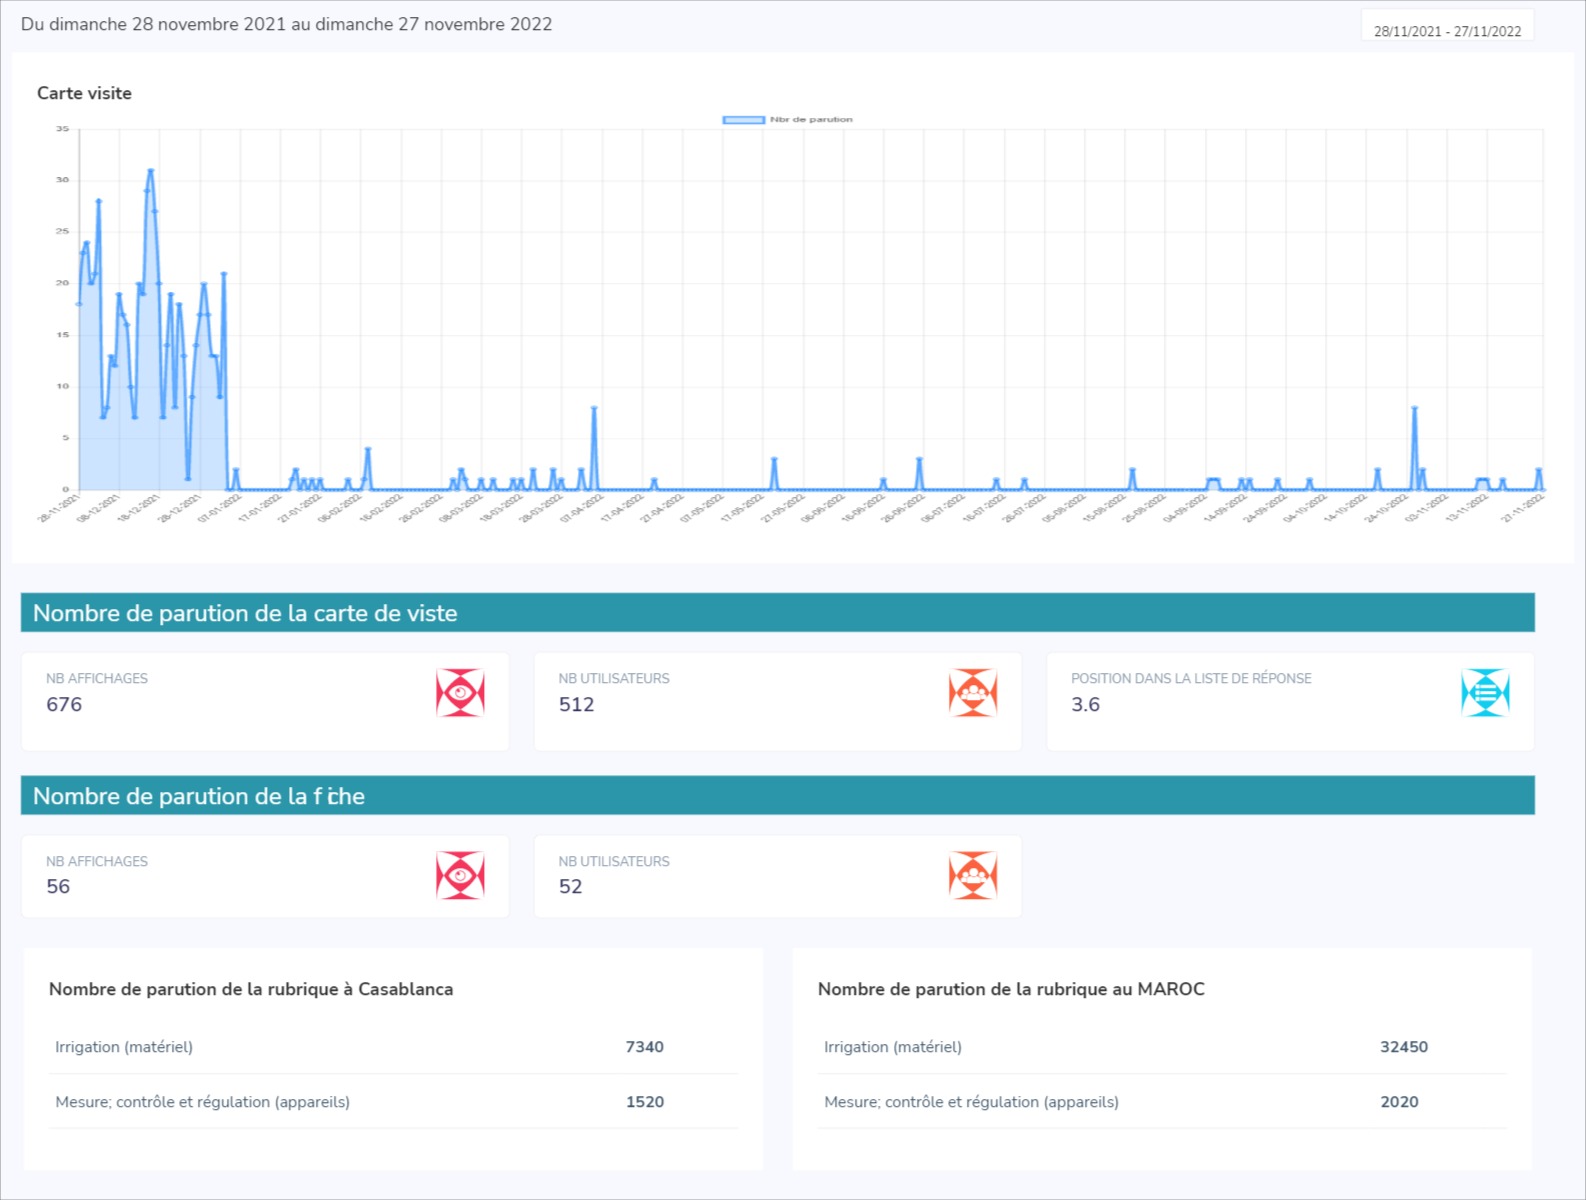 Du dimanche 28 novembre 2021 au dimanche 27 novembre 2022
28/11/2021 - 27/11/2022
Carte visite
Nbr de parution
35
30
25
20
15
10
5
0
28-11-2021 08-12-2021 18-12-2021 28-12-2021 07-01-2022 17-01-2022 27-01-2022 06-02-2022 16-02-2022 26-02-2022 08-03-2022 18-03-2022 28-03-2022 07-04-2022 17-04-2022 27-04-2022 07-05-2022 17-05-2022 27-05-2022 06-06-2022 16-06-2022 26-06-2022 06-07-2022 16-07-2022 26-07-2022 05-08-2022 15-08-2022 25-08-2022 04-09-2022 14-09-2022 24-09-2022 04-10-2022 14-10-2022 24-10-2022 03-11-2022 13-11-2022 27-11-2022
Nombre de parution de la carte de viste
NB AFFICHAGES NB UTILISATEURS POSITION DANS LA LISTE DE RÉPONSE
676 512 3.6
Nombre de parution de la fiche
NB AFFICHAGES NB UTILISATEURS
56 52
Nombre de parution de la rubrique à Casablanca
Irrigation (matériel) 7340
Mesure; contrôle et régulation (appareils) 1520
Nombre de parution de la rubrique au MAROC
Irrigation (matériel) 32450
Mesure; contrôle et régulation (appareils) 2020